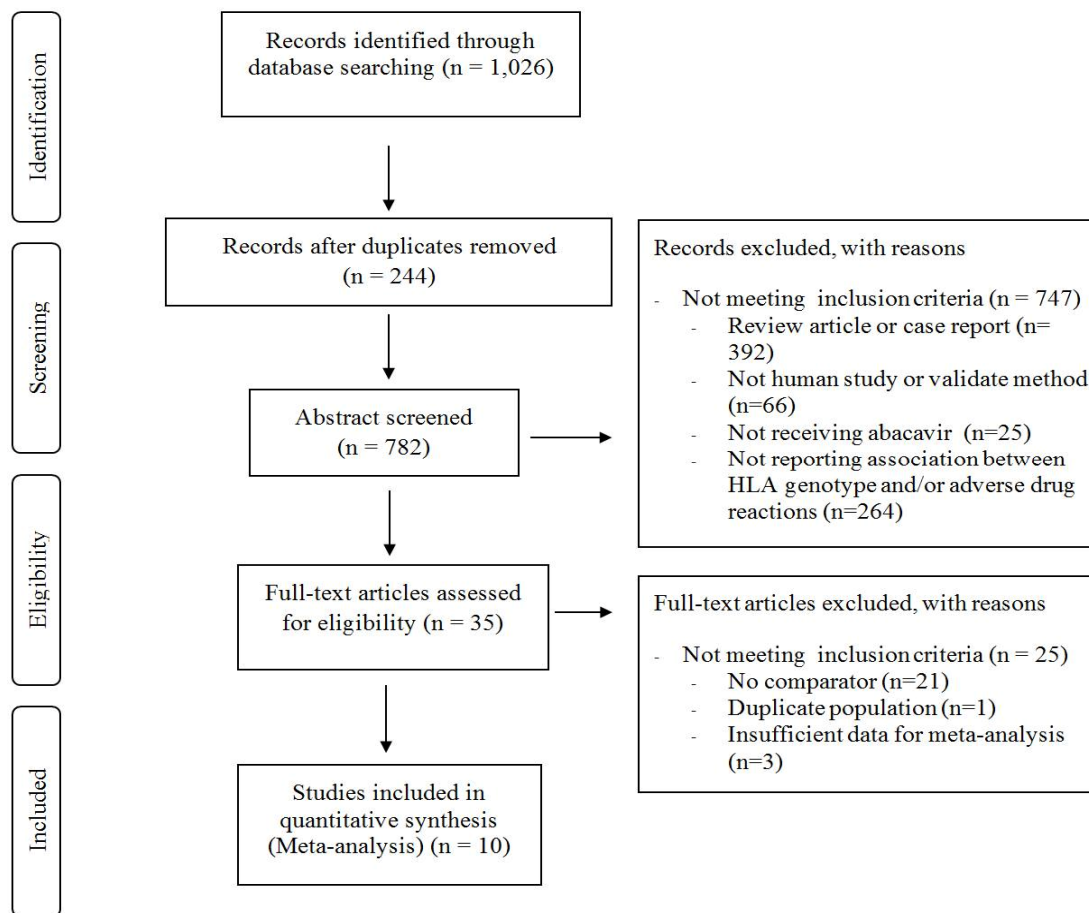 Identification
Records identified through
database searching (n = 1,026)
Records after duplicates removed
(n = 244)
Screening
Records excluded, with reasons
- Not meeting inclusion criteria (n = 747)
- Review article or case report (n=
392)
- Not human study or validate method
(n=66)
- Not receiving abacavir (n=25)
- Not reporting association between
HLA genotype and/or adverse drug
reactions (n=264)
Abstract screened
(n = 782)
Eligibility
Full-text articles assessed
for eligibility (n = 35)
Full-text articles excluded, with reasons
- Not meeting inclusion criteria (n = 25)
- No comparator (n=21)
- Duplicate population (n=1)
- Insufficient data for meta-analysis
(n=3)
Included
Studies included in
quantitative synthesis
(Meta-analysis) (n = 10)